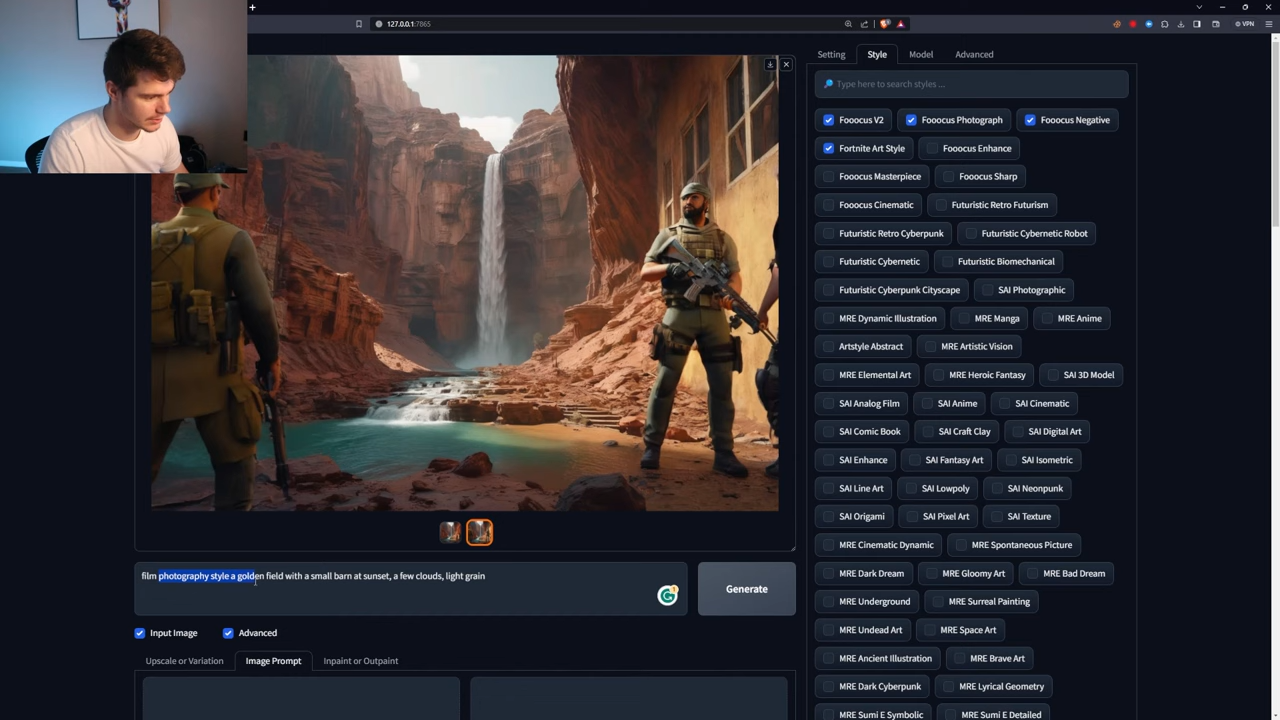 127.0.0.1:7865
VPN
Setting
Style
Model
Advanced
Type here to search styles ...
Fooocus V2
Fooocus Photograph
Fooocus Negative
Fortnite Art Style
Fooocus Enhance
Fooocus Masterpiece
Fooocus Sharp
Fooocus Cinematic
Futuristic Retro Futurism
Futuristic Retro Cyberpunk
Futuristic Cybernetic Robot
Futuristic Cybernetic
Futuristic Biomechanical
Futuristic Cyberpunk Cityscape
SAI Photographic
MRE Dynamic Illustration
MRE Manga
MRE Anime
Artstyle Abstract
MRE Artistic Vision
MRE Elemental Art
MRE Heroic Fantasy
SAI 3D Model
SAI Analog Film
SAI Anime
SAI Cinematic
SAI Comic Book
SAI Craft Clay
SAI Digital Art
SAI Enhance
SAI Fantasy Art
SAI Isometric
SAI Line Art
SAI Lowpoly
SAI Neonpunk
SAI Origami
SAI Pixel Art
SAI Texture
MRE Cinematic Dynamic
MRE Spontaneous Picture
MRE Dark Dream
MRE Gloomy Art
MRE Bad Dream
MRE Underground
MRE Surreal Painting
MRE Undead Art
MRE Space Art
MRE Ancient Illustration
MRE Brave Art
MRE Dark Cyberpunk
MRE Lyrical Geometry
MRE Sumi E Symbolic
MRE Sumi E Detailed
film photography style a golden field with a small barn at sunset, a few clouds, light grain
Generate
Input Image
Advanced
Upscale or Variation
Image Prompt
Inpaint or Outpaint